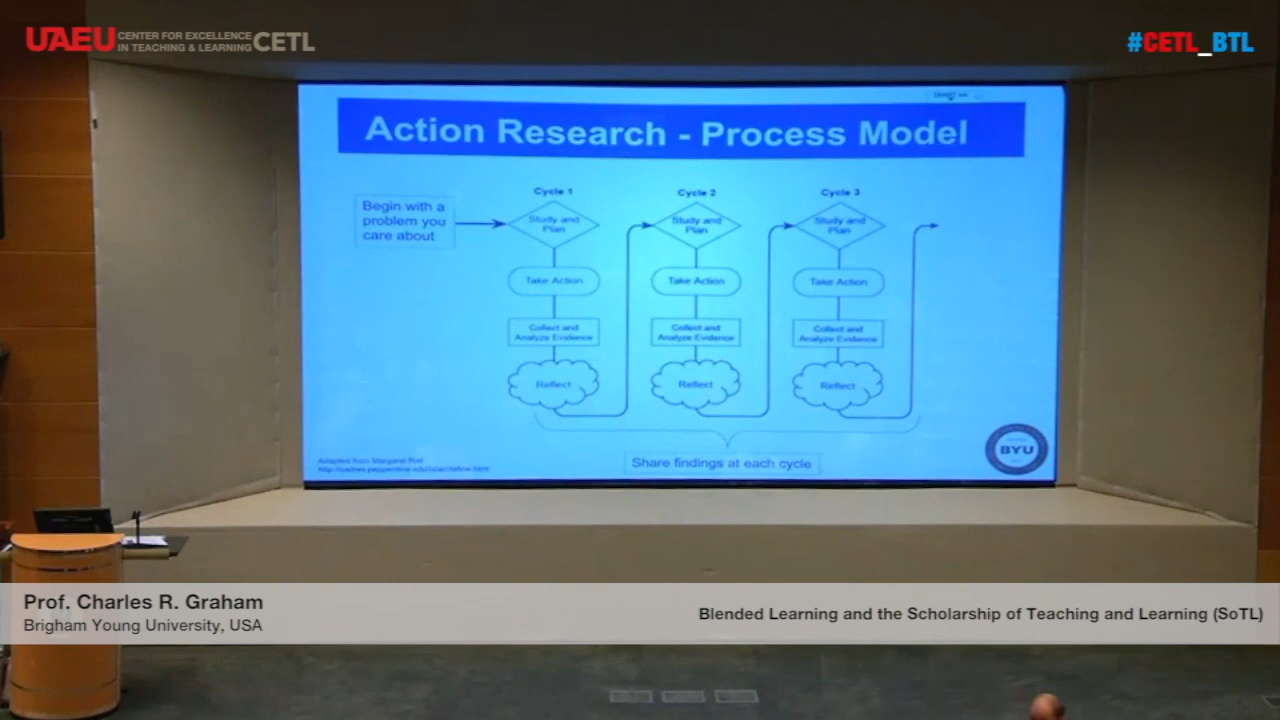 UAEU CENTER FOR EXCELLENCE
IN TEACHING & LEARNING CETL
#CETL_BTL
Action Research - Process Model
Cycle 1
Cycle 2
Cycle 3
Begin with a
problem you
care about
Study and
Plan
Study and
Plan
Study and
Plan
Take Action
Take Action
Take Action
Collect and
Analyze Evidence
Collect and
Analyze Evidence
Collect and
Analyze Evidence
Reflect
Reflect
Reflect
Share findings at each cycle
Adapted from Margaret Riel
BYU
Prof. Charles R. Graham
Brigham Young University, USA
Blended Learning and the Scholarship of Teaching and Learning (SoTL)